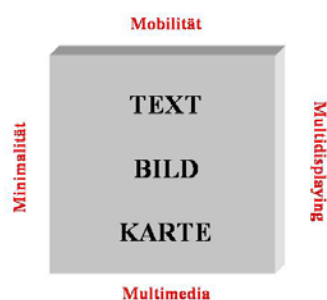 Mobilität
Minimalität
TEXT
BILD
KARTE
Multidisplaying
Multimedia